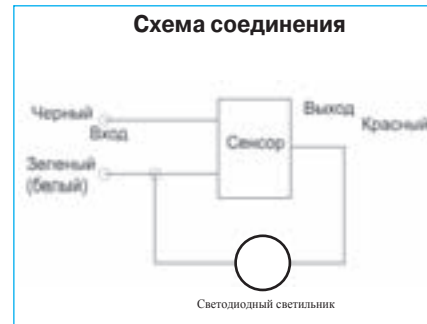 Схема соединения
Черный
Вход
Зеленый
(белый)
Сенсор
Выход
Красный
Светодиодный светильник